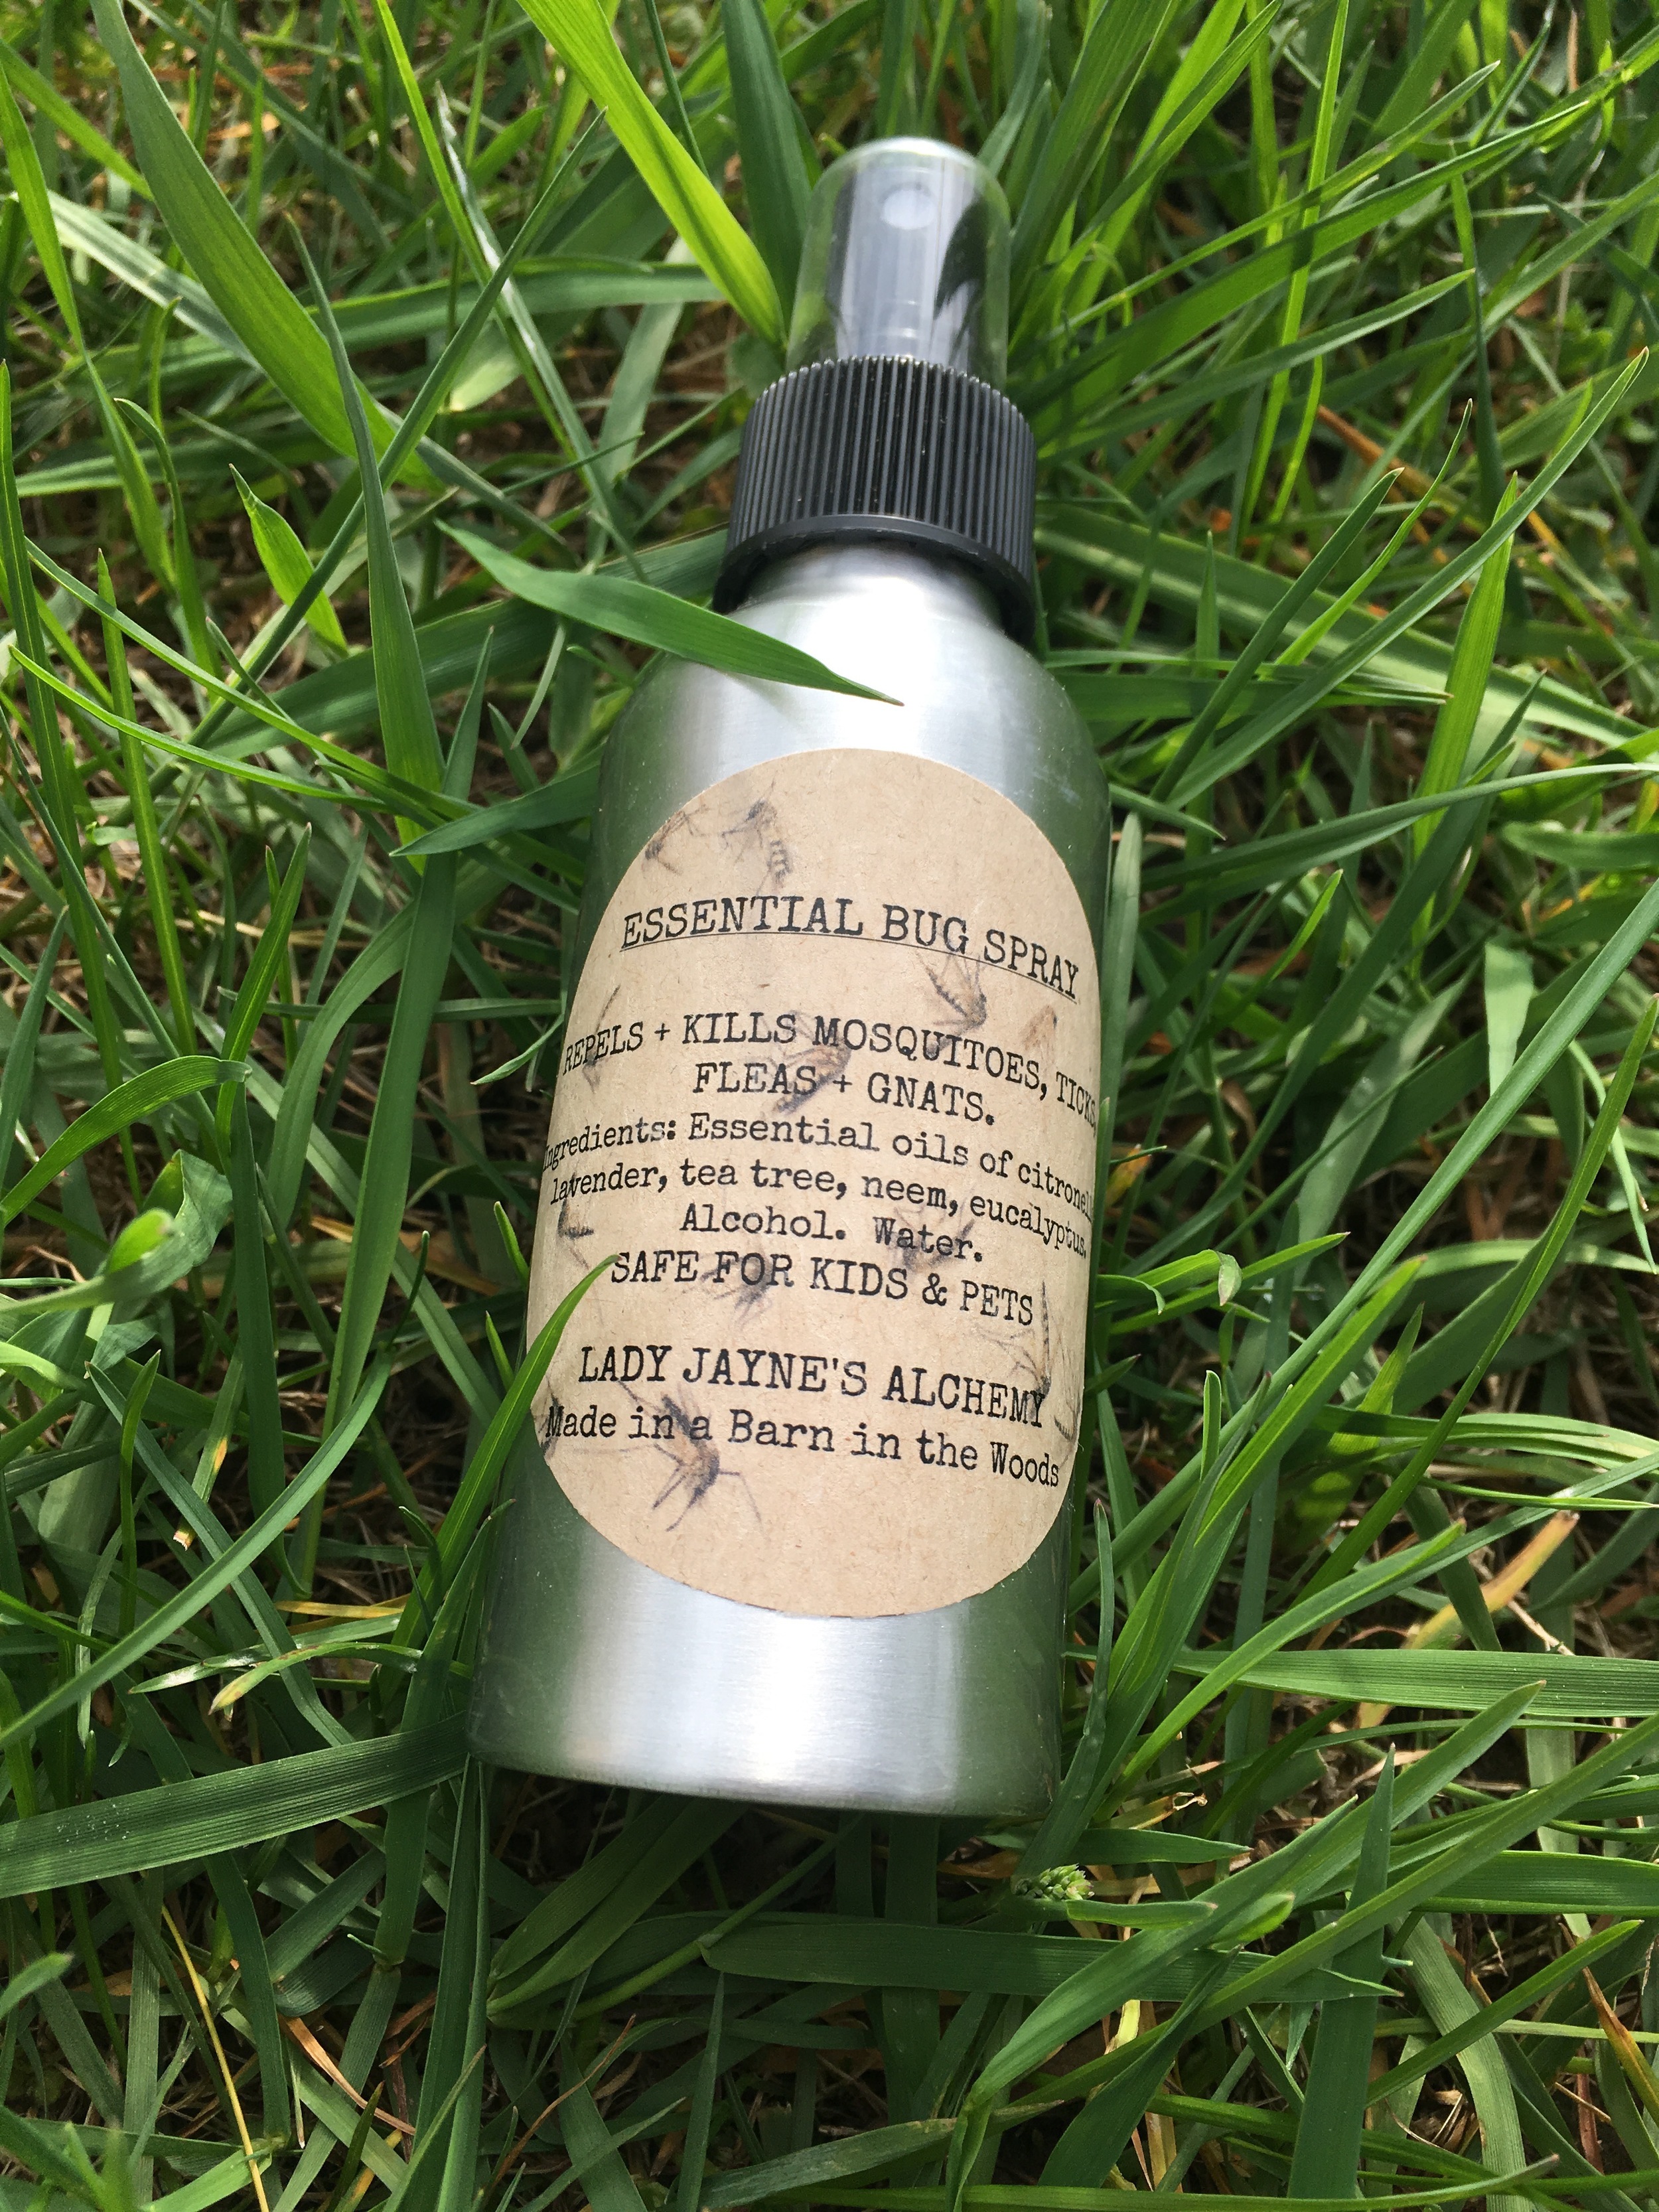 ESSENTIAL BUG SPRAY
REPELS + KILLS MOSQUITOES, TICKS,
FLEAS + GNATS.
Ingredients: Essential oils of
lavender, tea tree, neem, eucalyptus.
Alcohol. Water.
SAFE FOR KIDS & PETS
LADY JAYNE'S ALCHEMY
Made in a Barn in the Woods